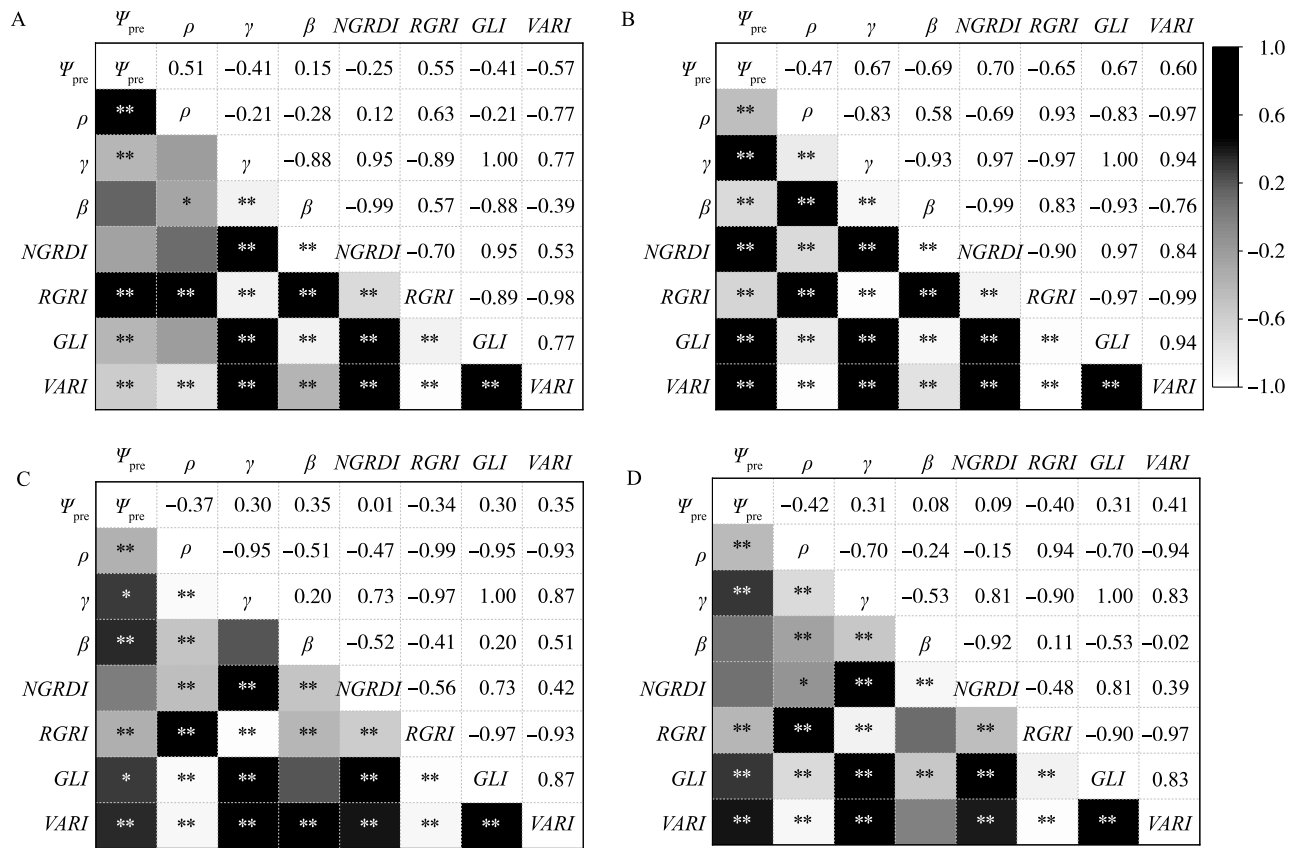 A
Ψpre ρ γ β NGRDI RGRI GLI VARI
Ψpre Ψpre 0.51 −0.41 0.15 −0.25 0.55 −0.41 −0.57
ρ ** ρ −0.21 −0.28 0.12 0.63 −0.21 −0.77
γ ** γ −0.88 0.95 −0.89 1.00 0.77
β * ** β −0.99 0.57 −0.88 −0.39
NGRDI ** ** NGRDI −0.70 0.95 0.53
RGRI ** ** ** ** ** RGRI −0.89 −0.98
GLI ** ** ** ** ** GLI 0.77
VARI ** ** ** ** ** ** ** VARI
B
Ψpre ρ γ β NGRDI RGRI GLI VARI
Ψpre Ψpre −0.47 0.67 −0.69 0.70 −0.65 0.67 0.60
ρ ** ρ −0.83 0.58 −0.69 0.93 −0.83 −0.97
γ ** ** γ −0.93 0.97 −0.97 1.00 0.94
β ** ** ** β −0.99 0.83 −0.93 −0.76
NGRDI ** ** ** ** NGRDI −0.90 0.97 0.84
RGRI ** ** ** ** ** RGRI −0.97 −0.99
GLI ** ** ** ** ** ** GLI 0.94
VARI ** ** ** ** ** ** ** VARI
1.0
0.6
0.2
−0.2
−0.6
−1.0
C
Ψpre ρ γ β NGRDI RGRI GLI VARI
Ψpre Ψpre −0.37 0.30 0.35 0.01 −0.34 0.30 0.35
ρ ** ρ −0.95 −0.51 −0.47 −0.99 −0.95 −0.93
γ * ** γ 0.20 0.73 −0.97 1.00 0.87
β ** ** β −0.52 −0.41 0.20 0.51
NGRDI ** ** ** NGRDI −0.56 0.73 0.42
RGRI ** ** ** ** ** RGRI −0.97 −0.93
GLI * ** ** ** ** GLI 0.87
VARI ** ** ** ** ** ** ** VARI
D
Ψpre ρ γ β NGRDI RGRI GLI VARI
Ψpre Ψpre −0.42 0.31 0.08 0.09 −0.40 0.31 0.41
ρ ** ρ −0.70 −0.24 −0.15 0.94 −0.70 −0.94
γ ** ** γ −0.53 0.81 −0.90 1.00 0.83
β ** ** β −0.92 0.11 −0.53 −0.02
NGRDI * ** ** NGRDI −0.48 0.81 0.39
RGRI ** ** ** ** RGRI −0.90 −0.97
GLI ** ** ** ** ** ** GLI 0.83
VARI ** ** ** ** ** ** VARI